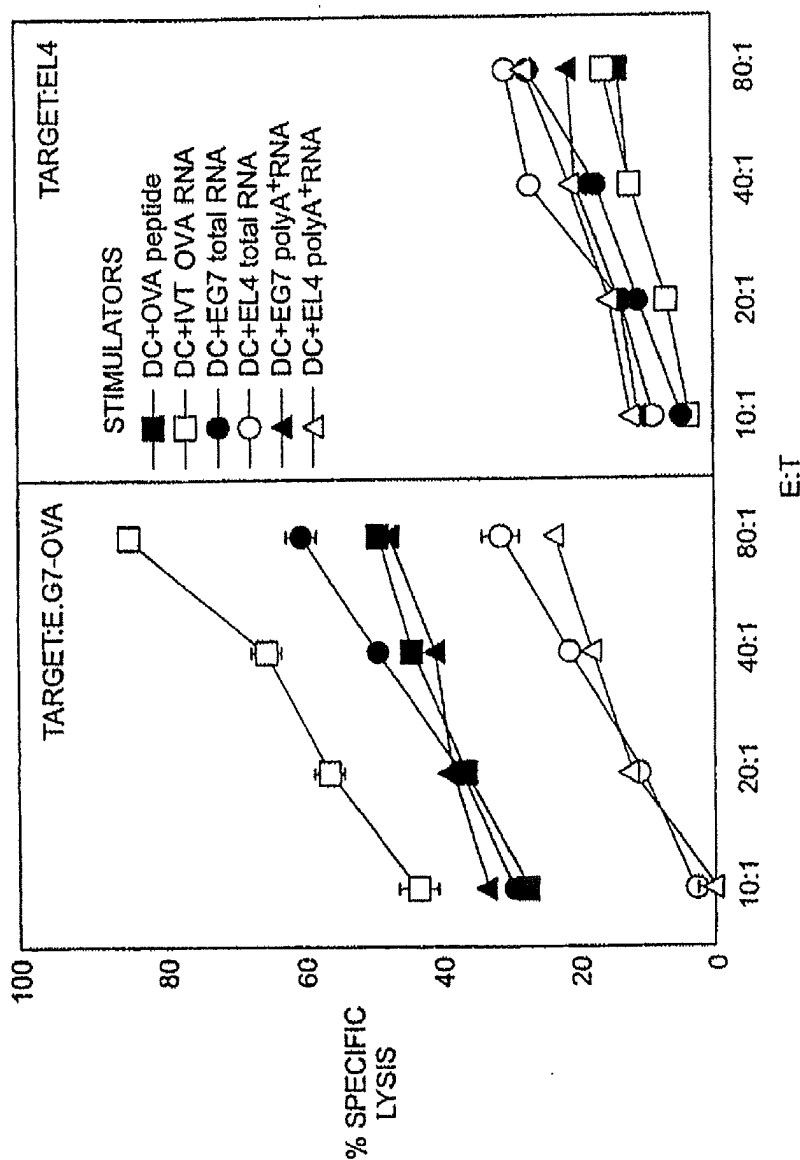 TARGET:E.G7-OVA
TARGET:EL4
STIMULATORS
DC+OVA peptide
DC+IVT OVA RNA
DC+EG7 total RNA
DC+EL4 total RNA
DC+EG7 polyA+RNA
DC+EL4 polyA+RNA
% SPECIFIC
LYSIS
100
80
60
40
20
0
10:1
20:1
40:1
80:1
10:1
20:1
40:1
80:1
E:T